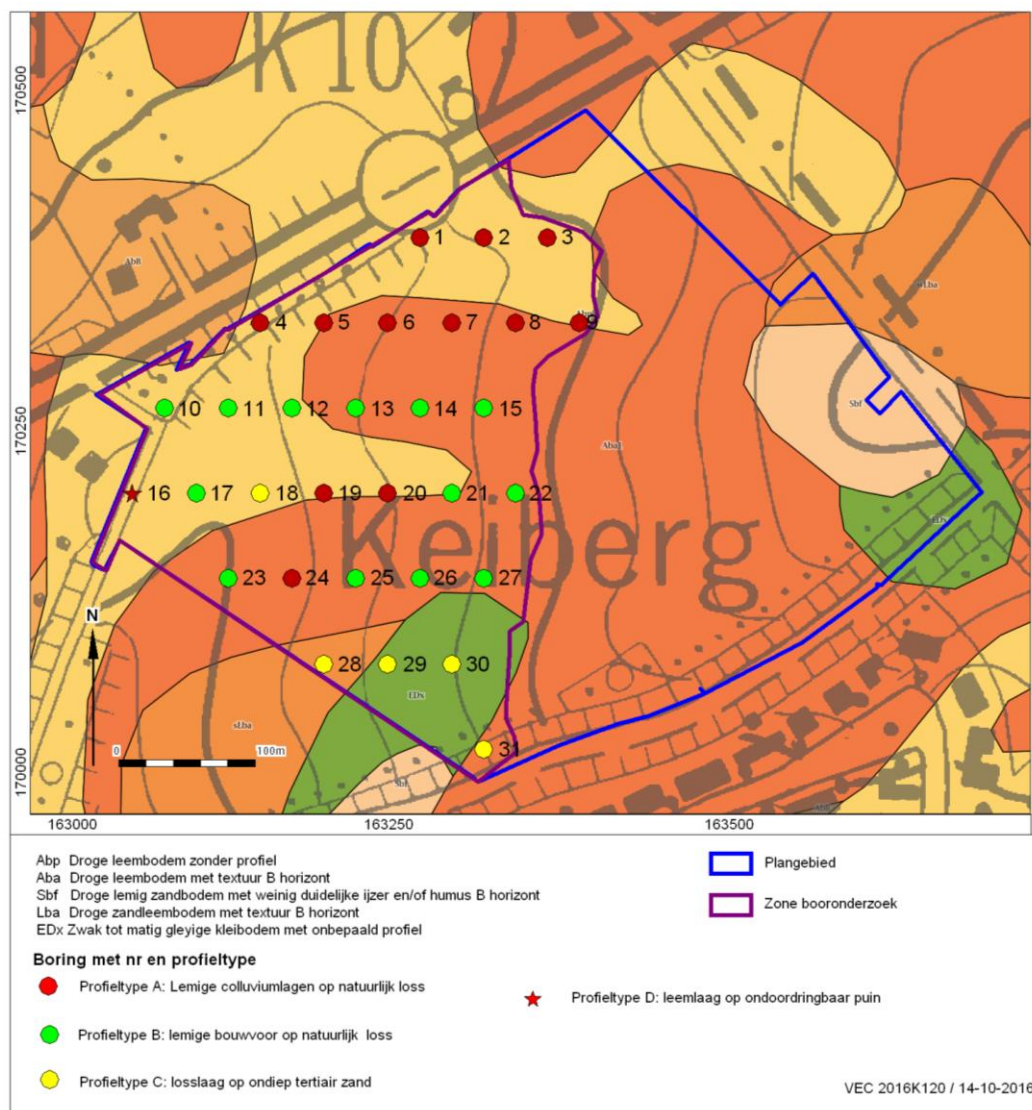 K10
170500
170250
170000
AbB
Lba
Sbf
Aba1
EDx
Keiberg
1 2 3
4 5 6 7 8 9
10 11 12 13 14 15
16 17 18 19 20 21 22
23 24 25 26 27
28 29 30
31
N
EDx
sLba
Sbf
0 100m
163000 163250 163500
Abp Droge leembodem zonder profiel
Aba Droge leembodem met textuur B horizont
Sbf Droge lemig zandbodem met weinig duidelijke ijzer en/of humus B horizont
Lba Droge zandleembodem met textuur B horizont
EDx Zwak tot matig gleyige kleibodem met onbepaald profiel
Plangebied
Zone booronderzoek
Boring met nr en profieltype
Profieltype A: Lemige colluviumlagen op natuurlijk loss
Profieltype B: lemige bouwvoor op natuurlijk loss
Profieltype C: losslaag op ondiep tertiair zand
Profieltype D: leemlaag op ondoordringbaar puin
VEC 2016K120 / 14-10-2016